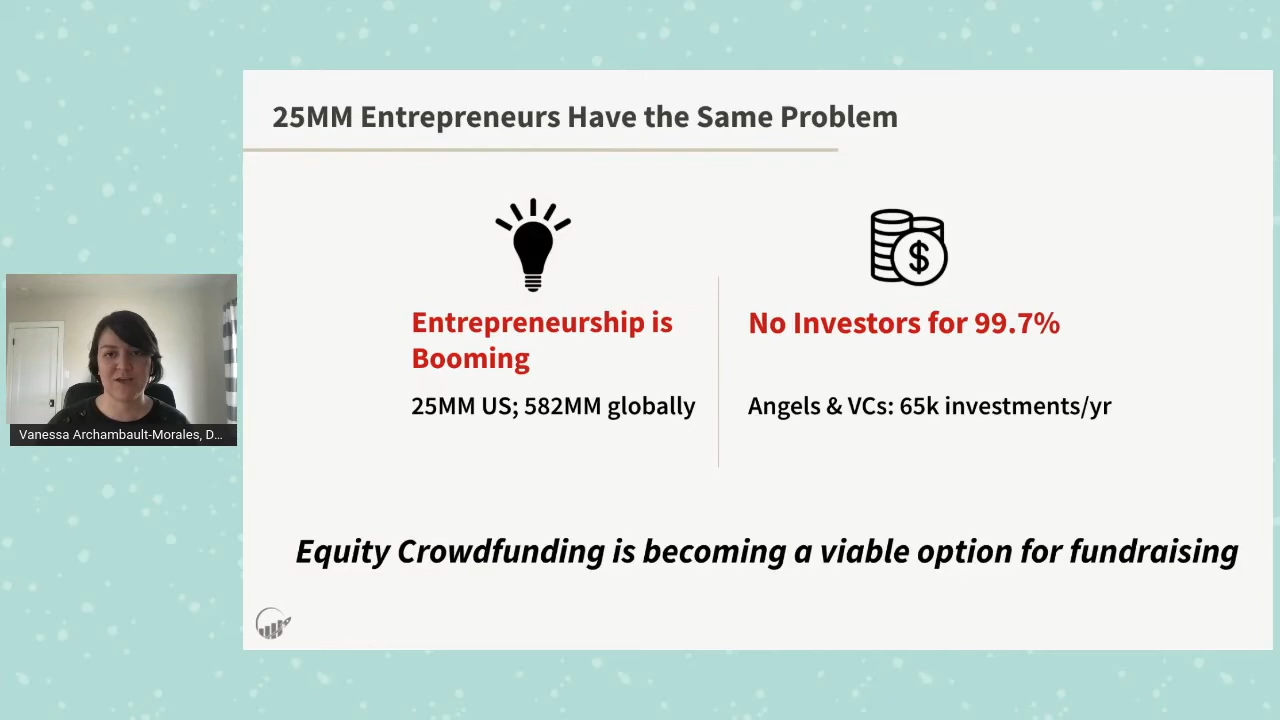 25MM Entrepreneurs Have the Same Problem
Entrepreneurship is
Booming
25MM US; 582MM globally
$
No Investors for 99.7%
Angels & VCs: 65k investments/yr
Vanessa Archambault-Morales, D...
Equity Crowdfunding is becoming a viable option for fundraising